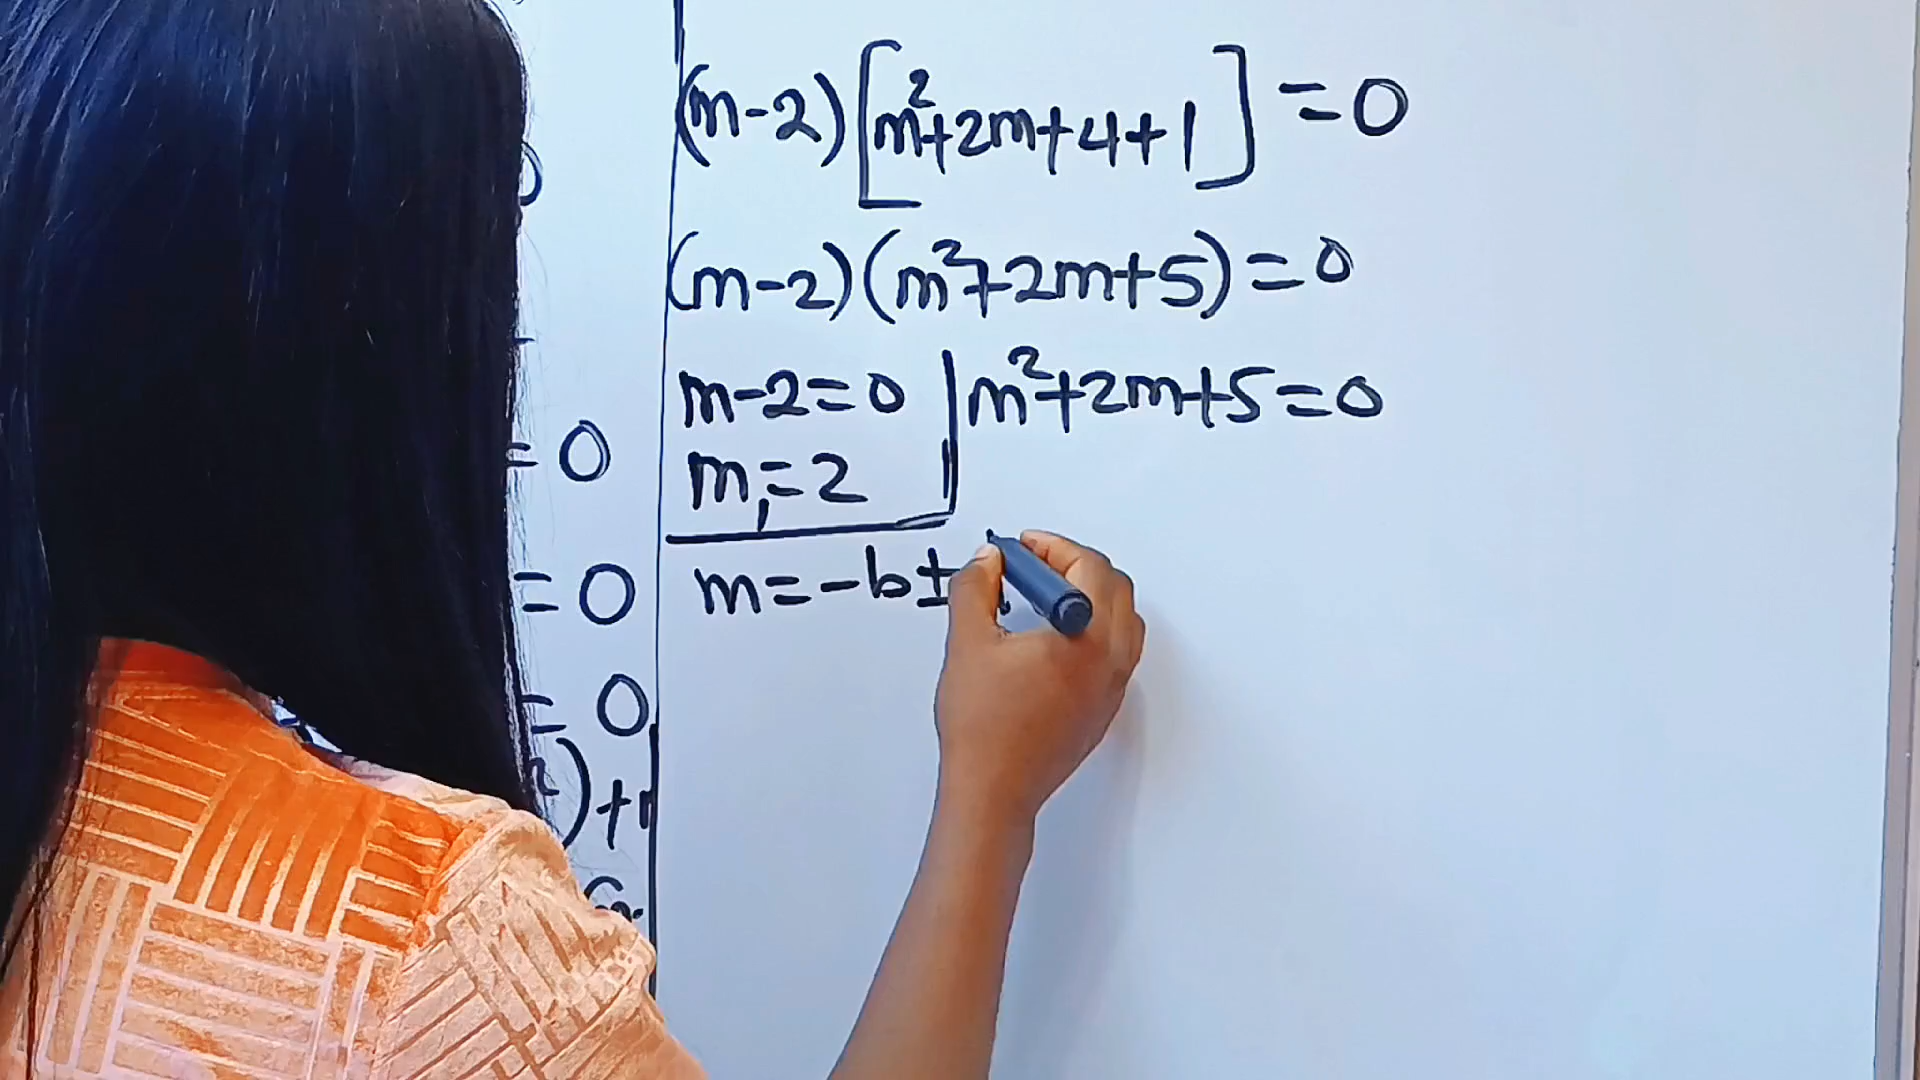 = 0
= 0
= 0
) +
(m-2)[m²+2m+4+1] = 0
(m-2)(m²+2m+5) = 0
m-2=0 | m²+2m+5=0
m₁=2
m = -b±